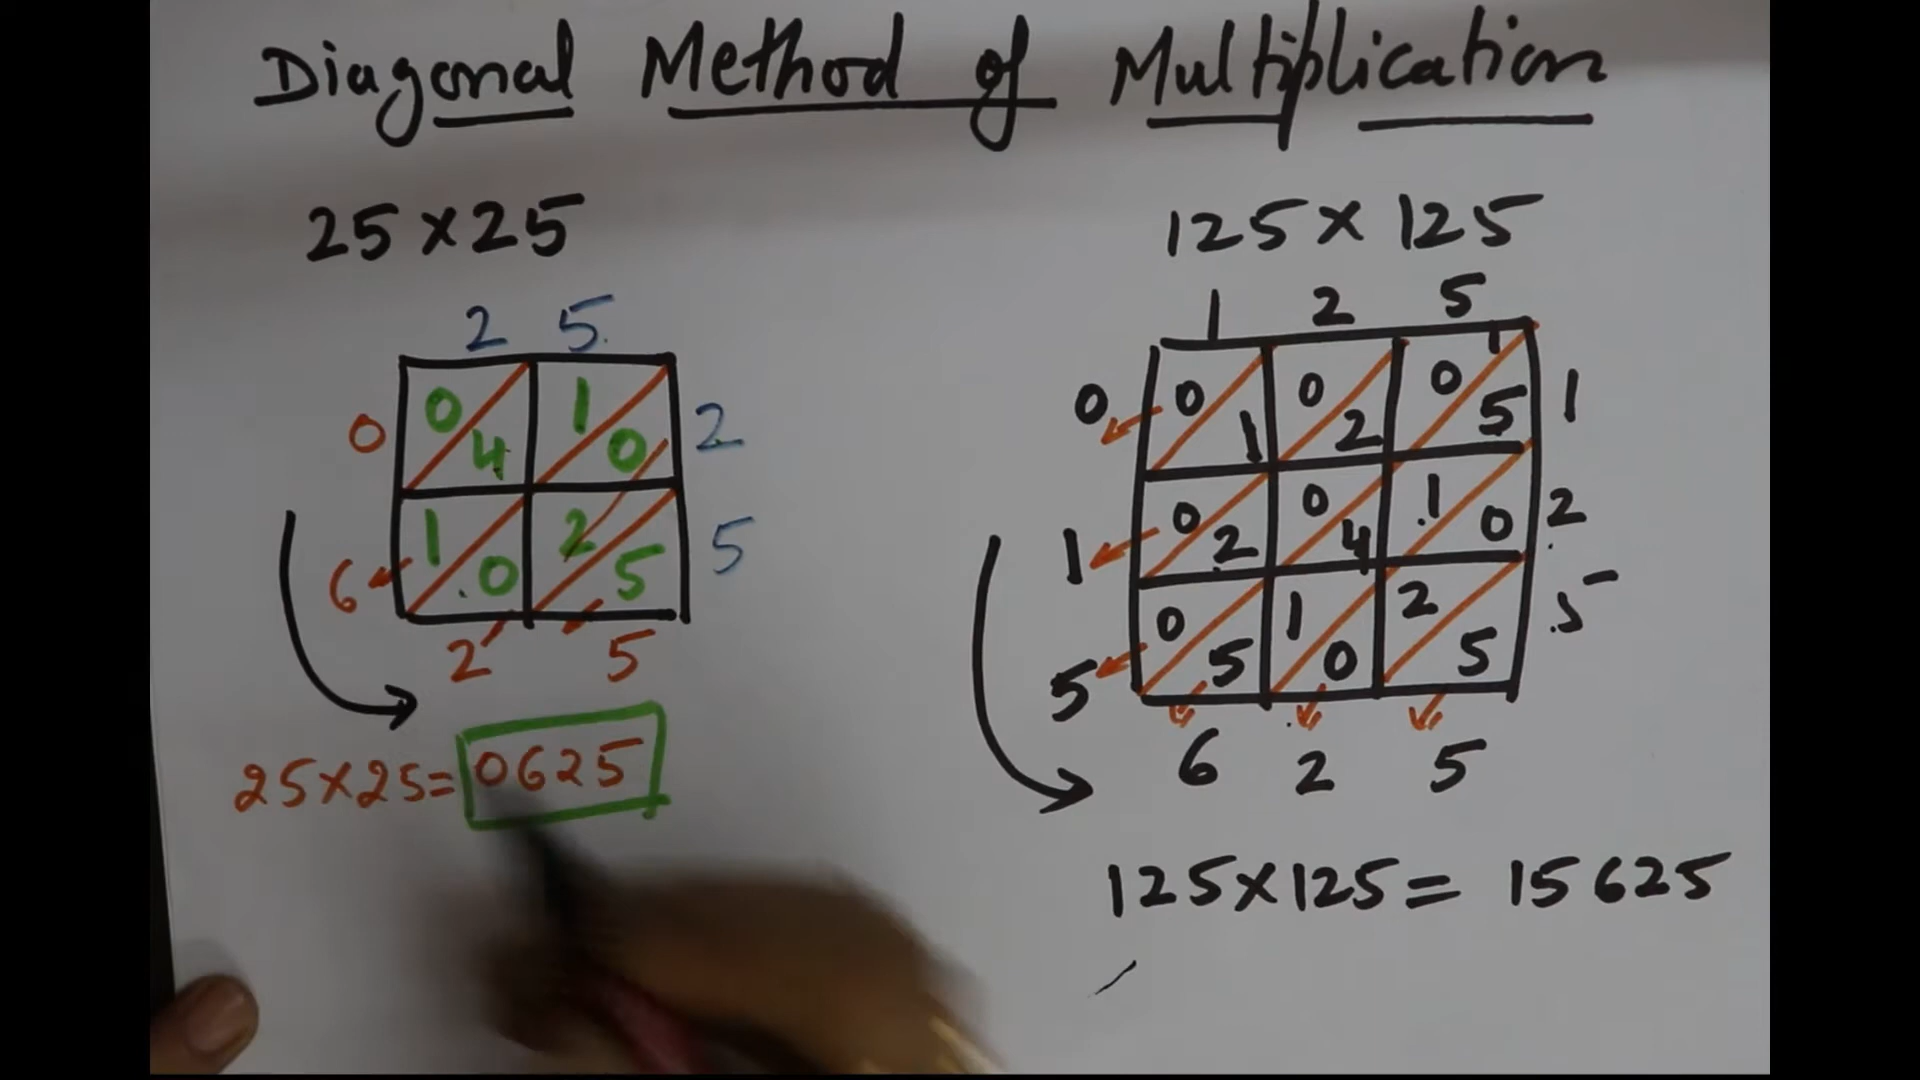 Diagonal Method of Multiplication
25 × 25
2 5
0 4 1 0
0 2
1 0 2 5
6 5
2 5
25×25= 0625
125 × 125
1 2 5
1
0 0 1 0 2 0 5 1
1 0 2 0 4 1 0 2
5 0 5 1 0 2 5 5
6 2 5
125×125= 15625